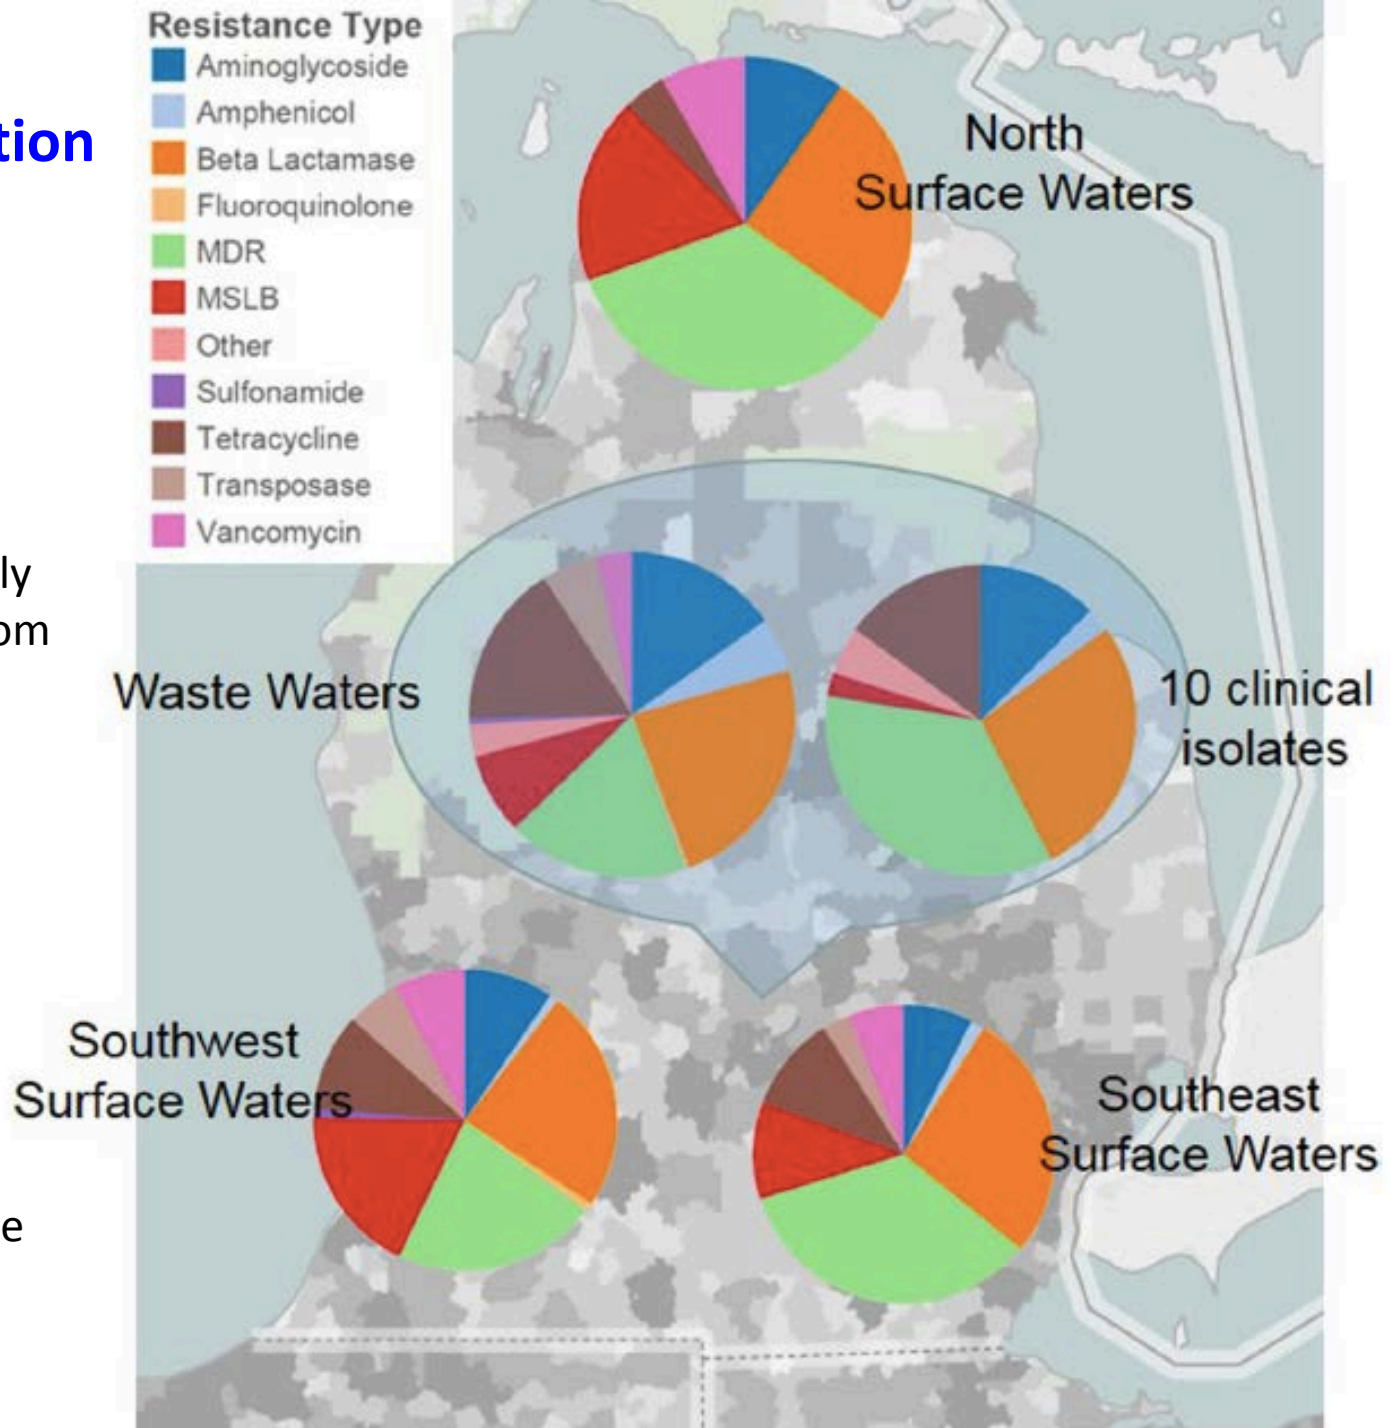 Resistance Type
Aminoglycoside
Amphenicol
Beta Lactamase
Fluoroquinolone
MDR
MSLB
Other
Sulfonamide
Tetracycline
Transposase
Vancomycin
tion
ly
om
e
North
Surface Waters
Waste Waters
10 clinical
isolates
Southwest
Surface Waters
Southeast
Surface Waters